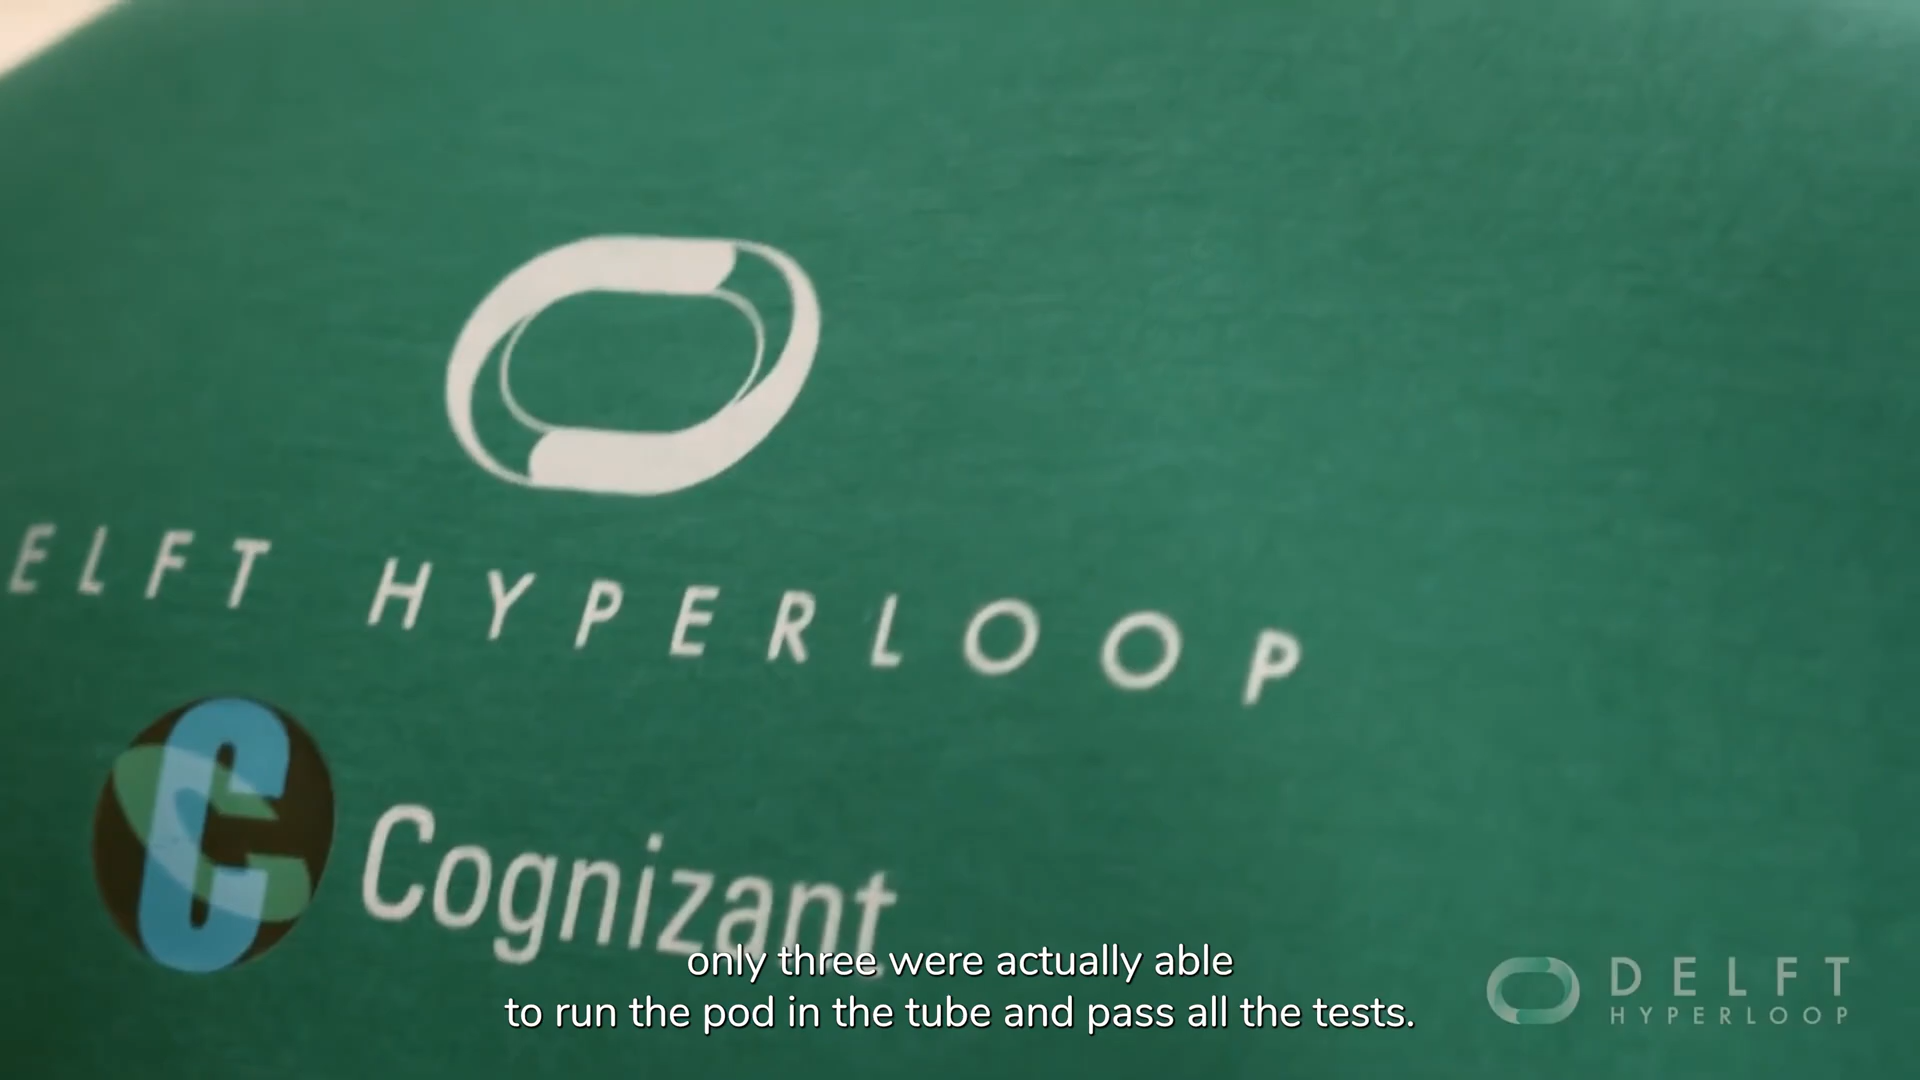 ELFT HYPERLOOP
Cognizant
only three were actually able
to run the pod in the tube and pass all the tests.
DELFT
HYPERLOOP